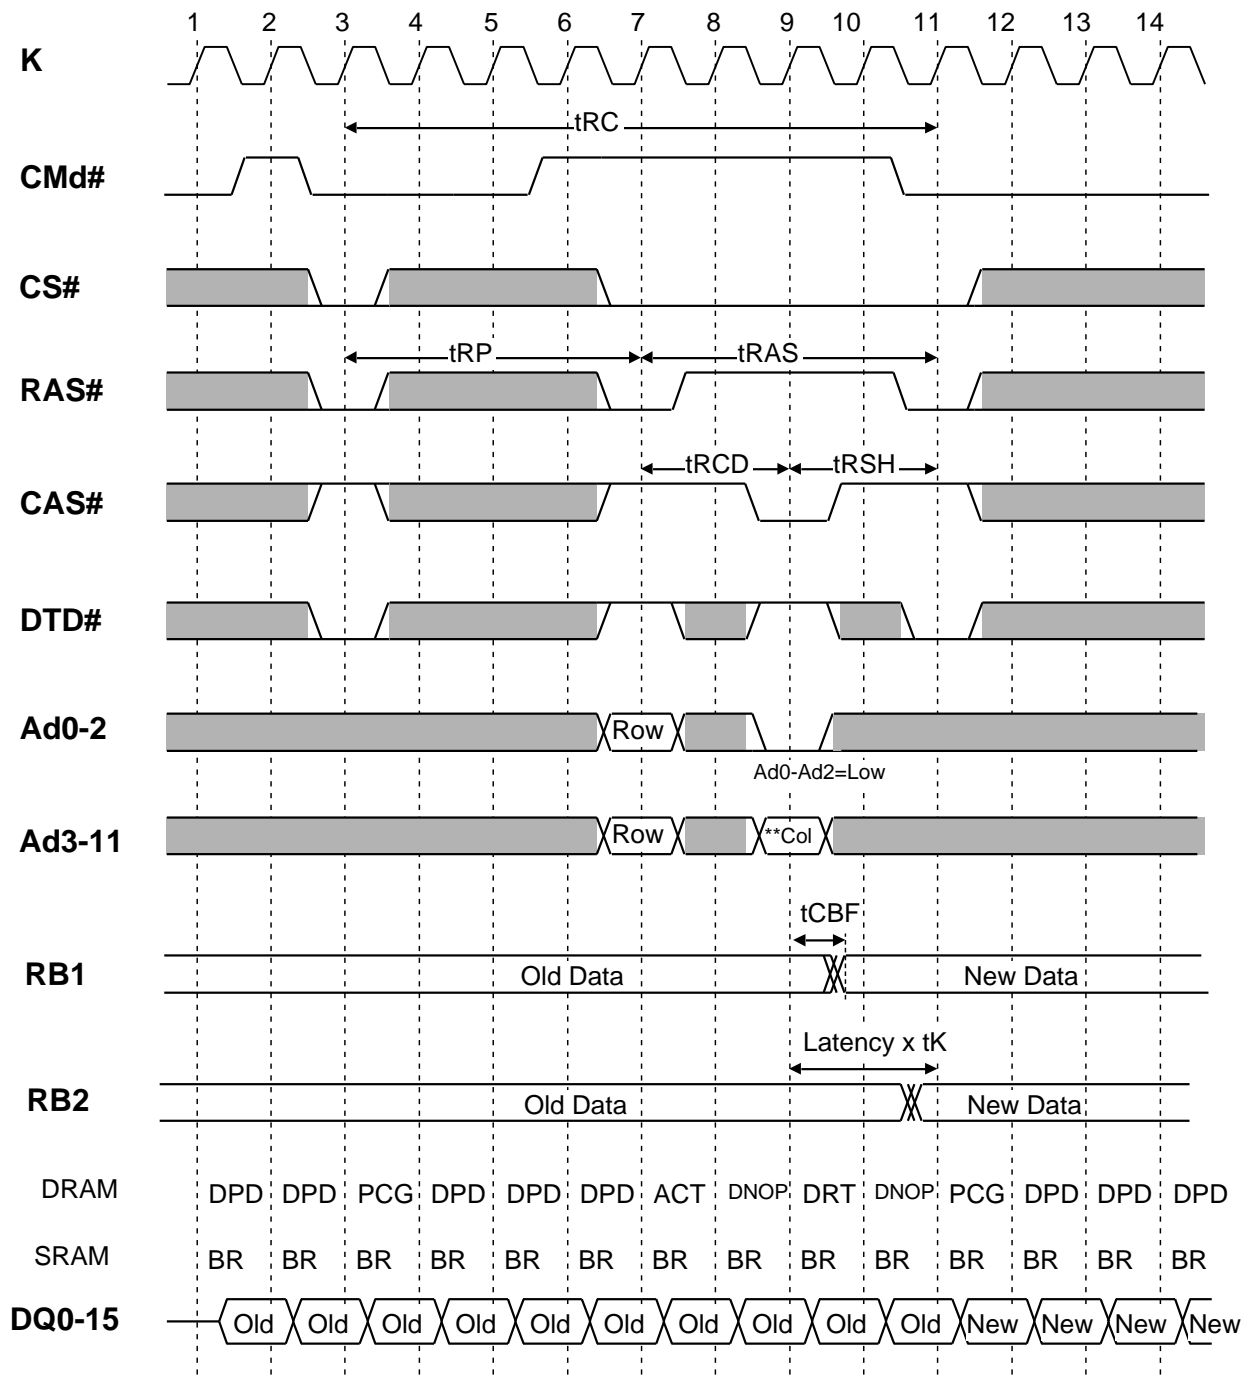 1 2 3 4 5 6 7 8 9 10 11 12 13 14
K
tRC
CMd#
CS#
tRP tRAS
RAS#
tRCD tRSH
CAS#
DTD#
Ad0-2 Row
Ad0-Ad2=Low
Ad3-11 Row **Col
tCBF
RB1 Old Data New Data
Latency x tK
RB2 Old Data New Data
DRAM DPD DPD PCG DPD DPD DPD ACT DNOP DRT DNOP PCG DPD DPD DPD
SRAM BR BR BR BR BR BR BR BR BR BR BR BR BR BR
DQ0-15 Old Old Old Old Old Old Old Old Old Old New New New New